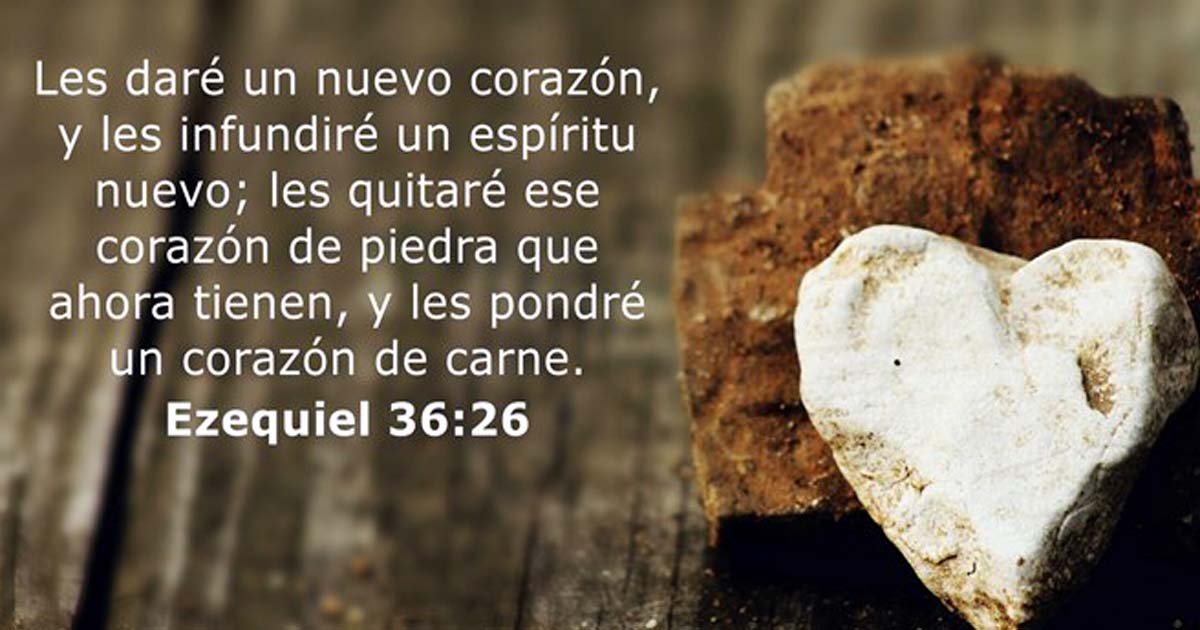 Les daré un nuevo corazón,
y les infundiré un espíritu
nuevo; les quitaré ese
corazón de piedra que
ahora tienen, y les pondré
un corazón de carne.
Ezequiel 36:26